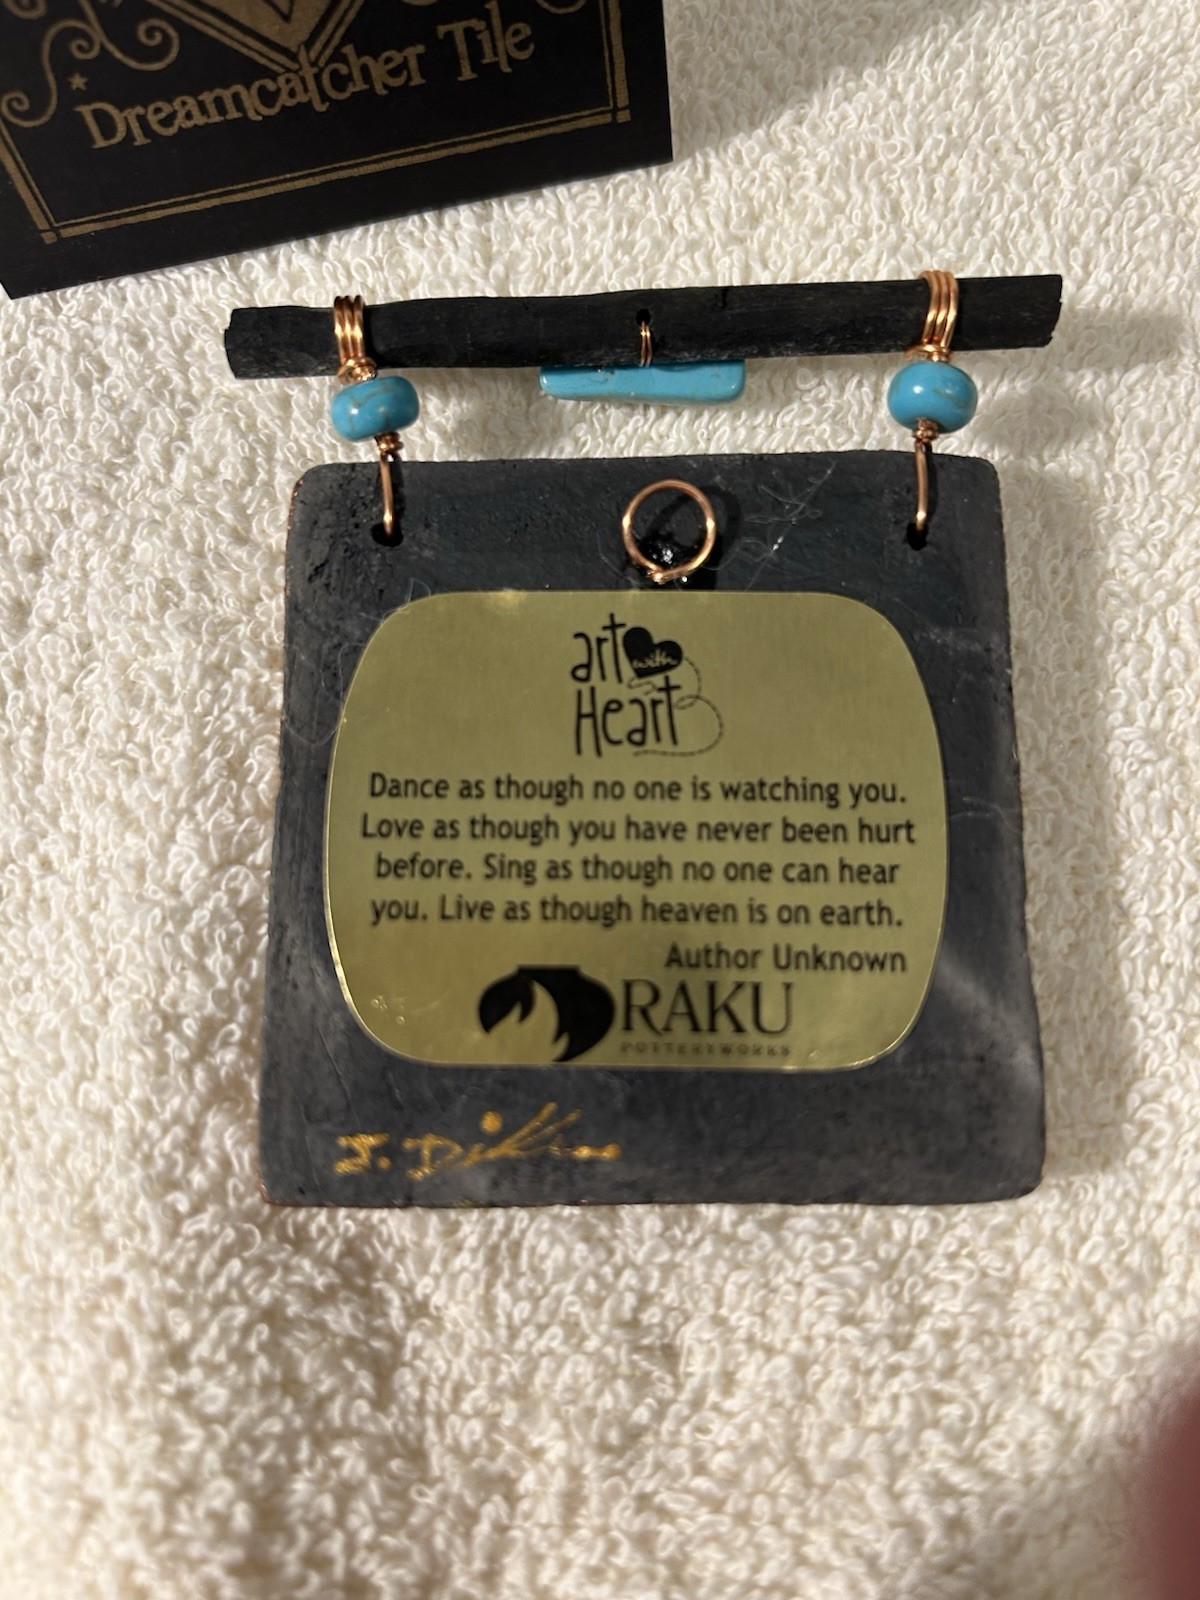 Dreamcatcher Tile
art with
Heart
Dance as though no one is watching you.
Love as though you have never been hurt
before. Sing as though no one can hear
you. Live as though heaven is on earth.
Author Unknown
RAKU
POTTERYWORKS